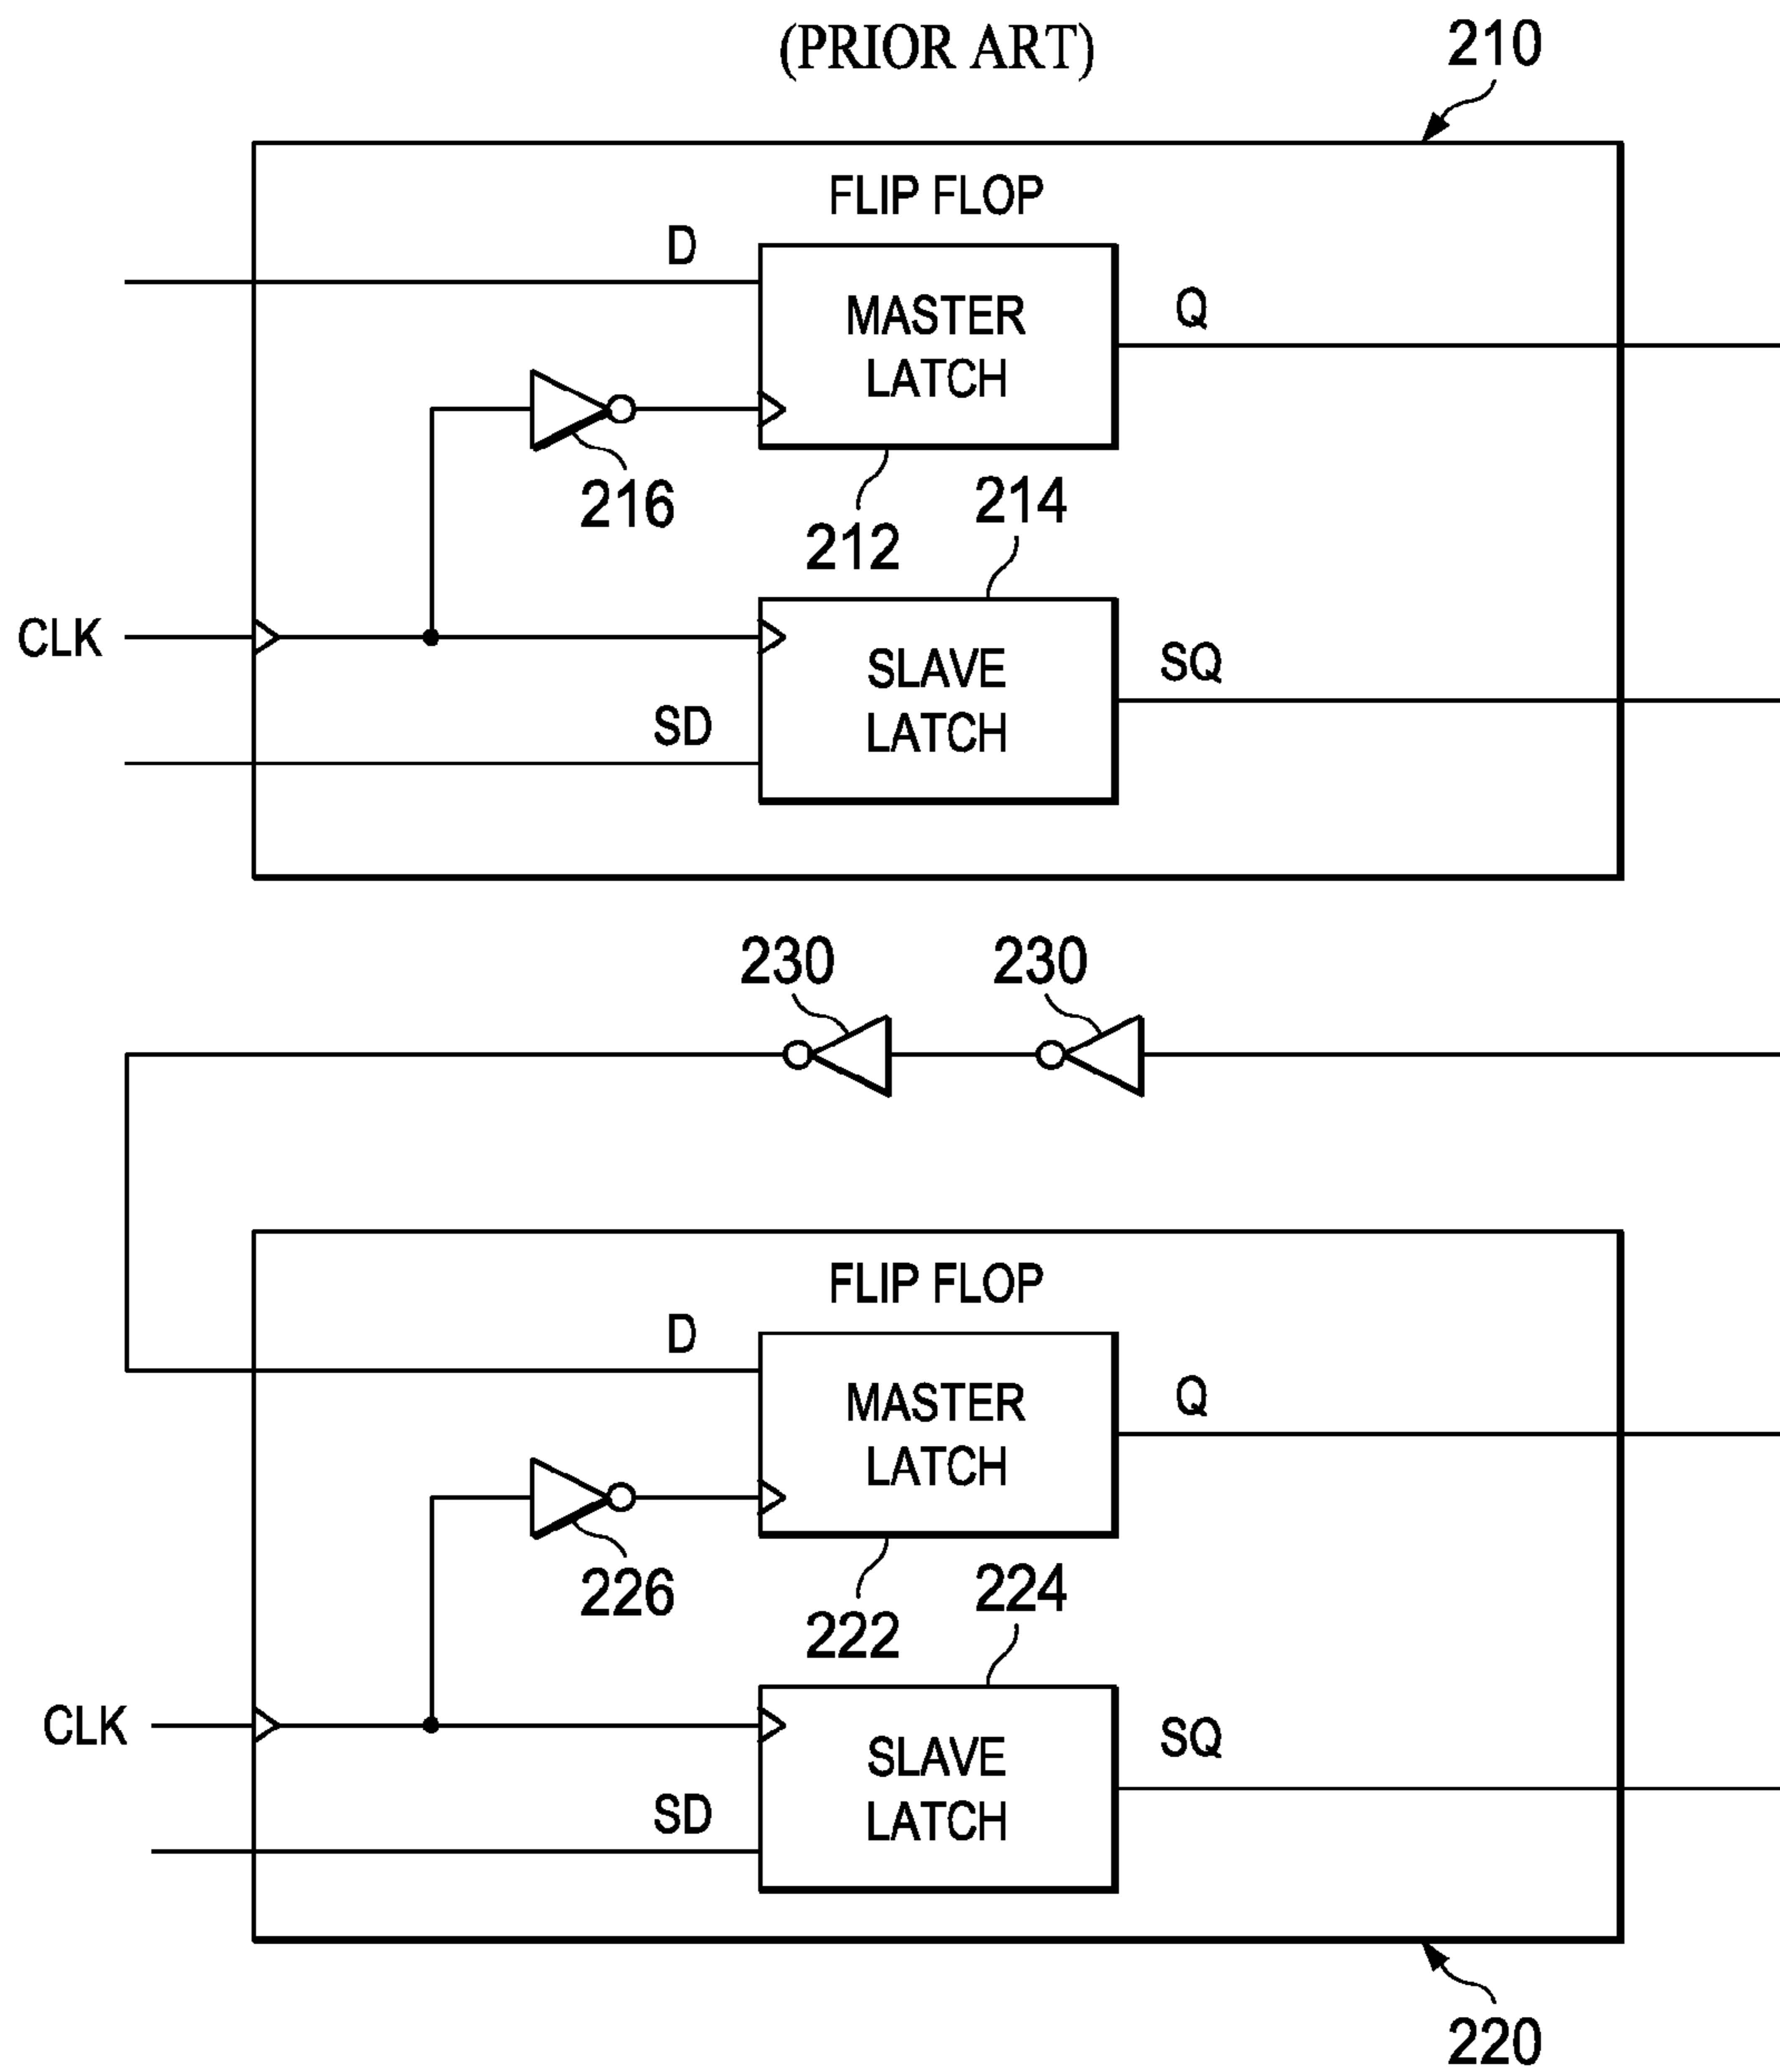 (PRIOR ART)
210
FLIP FLOP
D
MASTER
LATCH
Q
216
212
214
CLK
SLAVE
LATCH
SQ
SD
230
230
FLIP FLOP
D
MASTER
LATCH
Q
226
222
224
CLK
SLAVE
LATCH
SQ
SD
220